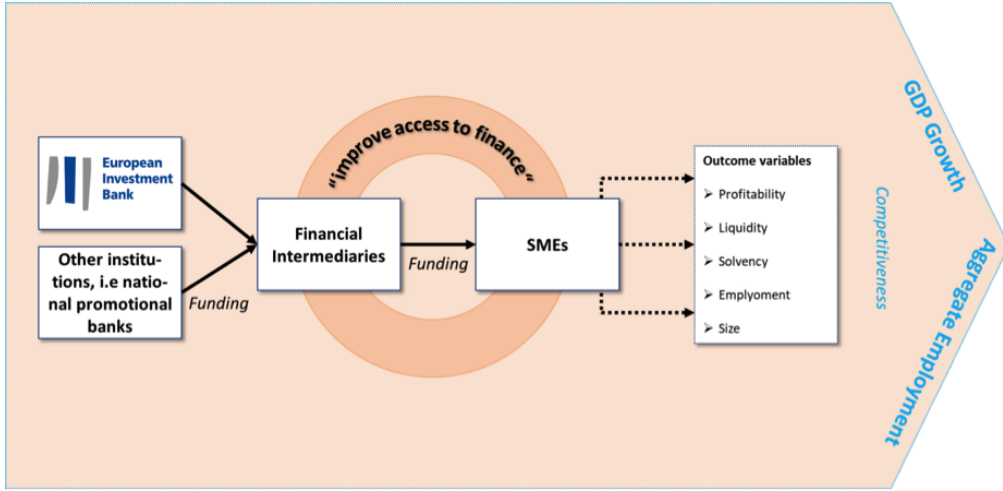 European
Investment
Bank
Other institu-
tions, i.e natio-
nal promotional
banks
Funding
Financial
Intermediaries
Funding
"improve access to finance"
SMEs
Outcome variables
➢ Profitability
➢ Liquidity
➢ Solvency
➢ Emplyoment
➢ Size
Competitiveness
GDP Growth
Aggregate Employment